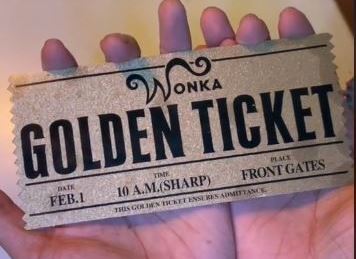 WONKA
GOLDEN TICKET
DATE TIME PLACE
FEB.1 10 A.M.(SHARP) FRONT GATES
THIS GOLDEN TICKET ENSURES ADMITTANCE.